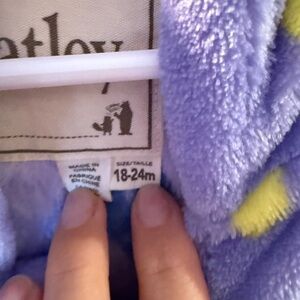 atley
MADE IN
CHINA
FABRIQUÉ
EN CHINE
SIZE/TAILLE
18-24m